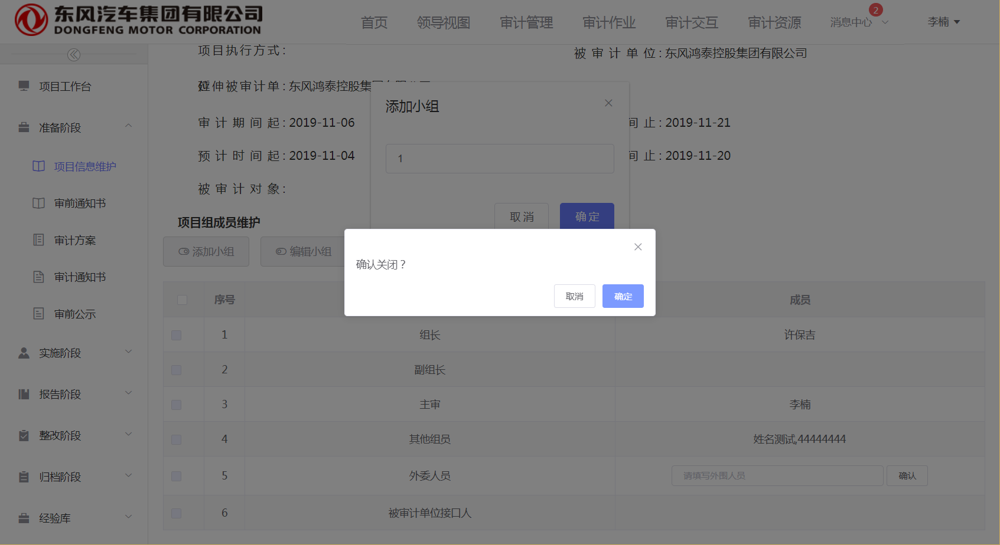 东风汽车集团有限公司
DONGFENG MOTOR CORPORATION
首页
领导视图
审计管理
审计作业
审计交互
审计资源
消息中心
2
李楠
项目工作台
准备阶段
项目信息维护
审前通知书
审计方案
审计通知书
审前公示
实施阶段
报告阶段
整改阶段
归档阶段
经验库
项目执行方式:
被审计单位:东风鸿泰控股集团有限公司
延伸被审计单:东风鸿泰控股集
审计期间起:2019-11-06
间止:2019-11-21
预计时间起:2019-11-04
间止:2019-11-20
被审计对象:
添加小组
1
取消
确定
项目组成员维护
添加小组
编辑小组
确认关闭？
取消
确定
序号
成员
1 组长 许保吉
2 副组长
3 主审 李楠
4 其他组员 姓名测试,44444444
5 外委人员 请填写外围人员 确认
6 被审计单位接口人